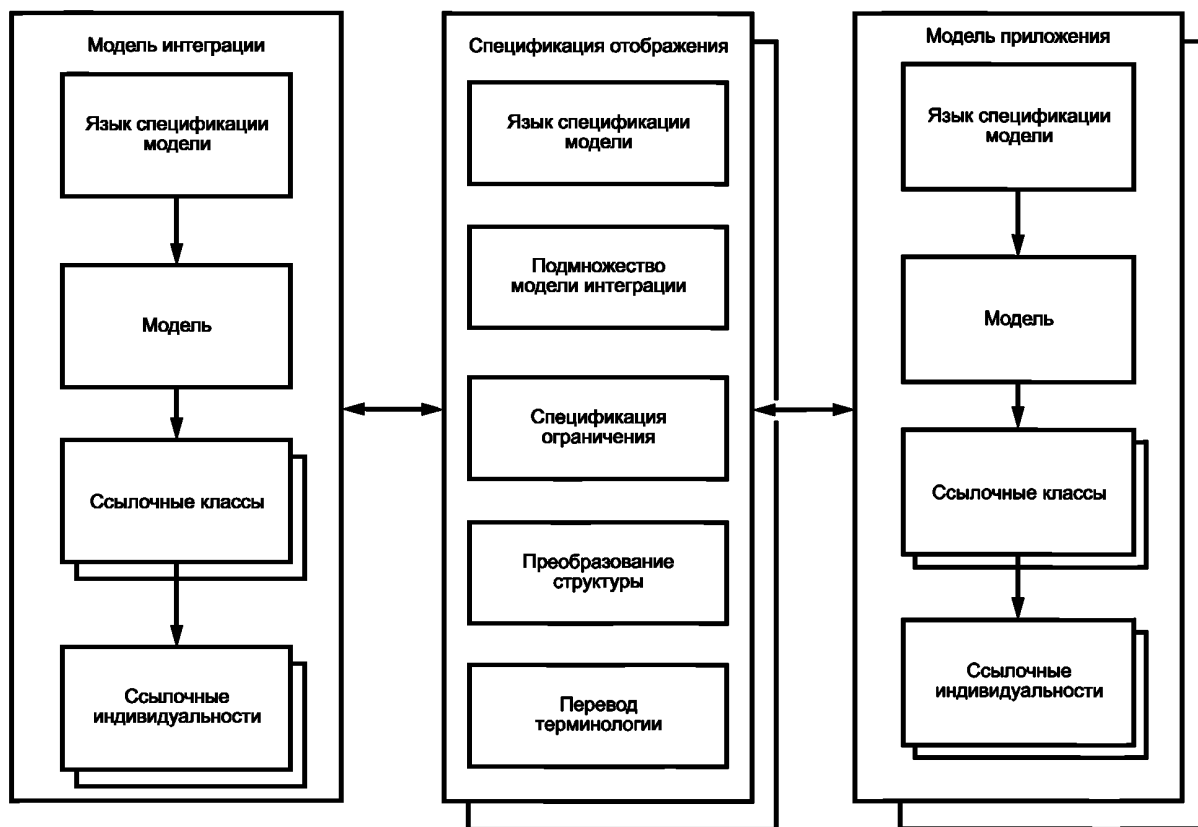 Модель интеграции
Язык спецификации
модели
Модель
Ссылочные классы
Ссылочные
индивидуальности
Спецификация отображения
Язык спецификации
модели
Подмножество
модели интеграции
Спецификация
ограничения
Преобразование
структуры
Перевод
терминологии
Модель приложения
Язык спецификации
модели
Модель
Ссылочные классы
Ссылочные
индивидуальности